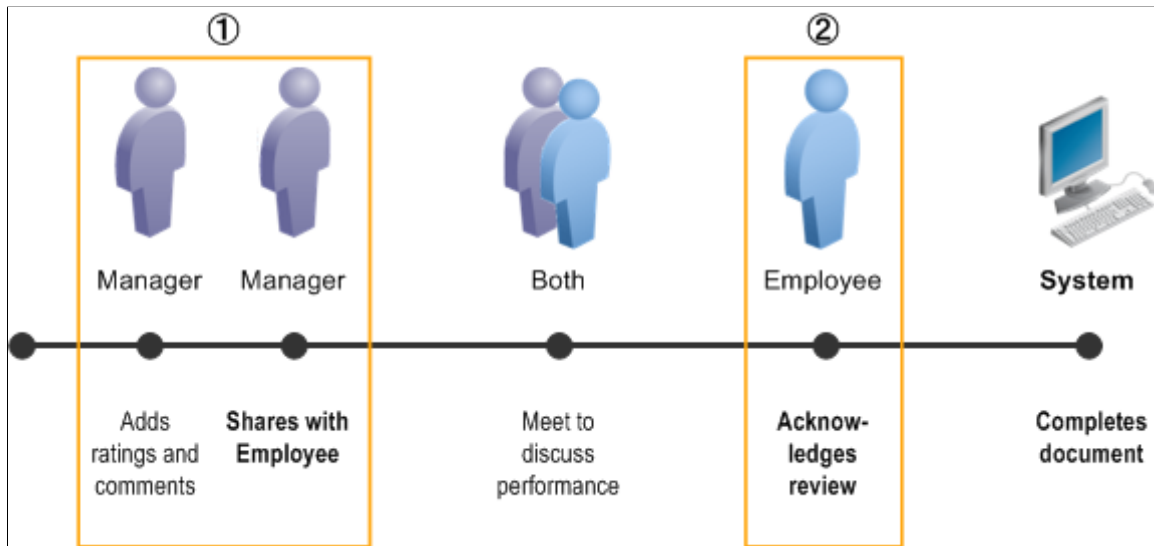 ① ②
Manager Manager Both Employee System
Adds
ratings and
comments
Shares with
Employee
Meet to
discuss
performance
Acknow-
ledges
review
Completes
document